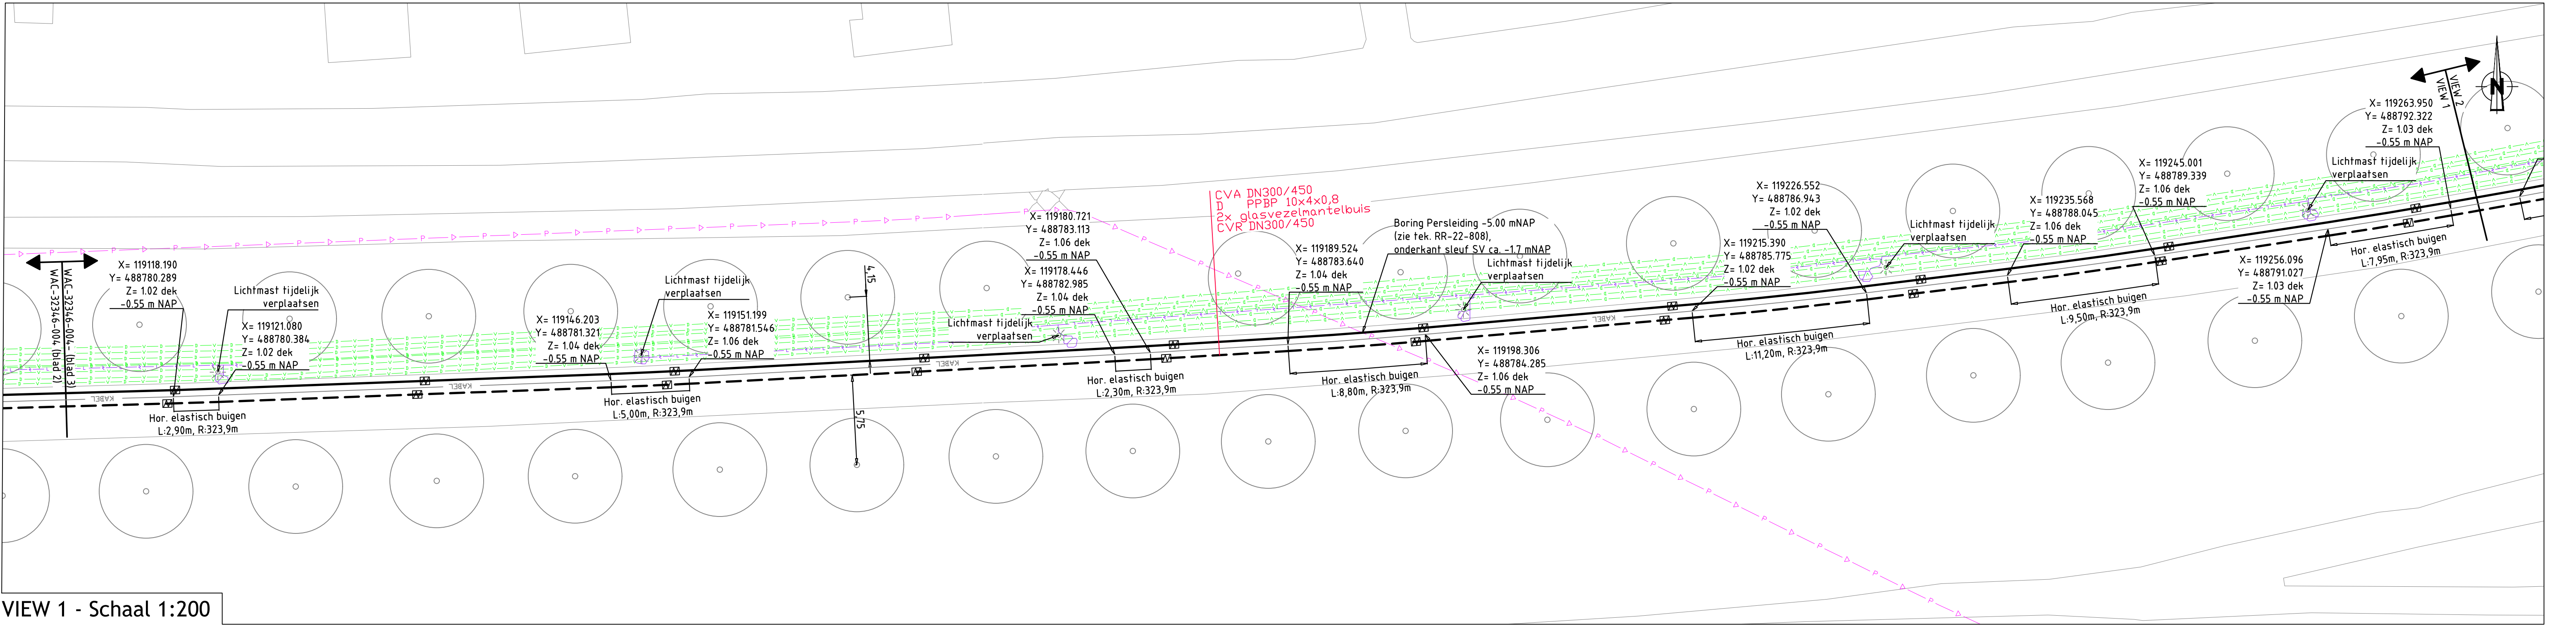 WAC-32346-004 (blad 2)
WAC-32346-004- (blad 3)
X= 119118.190
Y= 488780.289
Z= 1.02 dek
-0.55 m NAP
Lichtmast tijdelijk
verplaatsen
X= 119121.080
Y= 488780.384
Z= 1.02 dek
-0.55 m NAP
KABEL
Hor. elastisch buigen
L:2,90m, R:323,9m
X= 119146.203
Y= 488781.321
Z= 1.04 dek
-0.55 m NAP
Lichtmast tijdelijk
verplaatsen
X= 119151.199
Y= 488781.546
Z= 1.06 dek
-0.55 m NAP
KABEL
Hor. elastisch buigen
L:5,00m, R:323,9m
4,15
5,75
KABEL
Lichtmast tijdelijk
verplaatsen
X= 119180.721
Y= 488783.113
Z= 1.06 dek
-0.55 m NAP
X= 119178.446
Y= 488782.985
Z= 1.04 dek
-0.55 m NAP
Hor. elastisch buigen
L:2,30m, R:323,9m
CVA DN300/450
D PPBP 10x4x0,8
2x glasvezelmantelbuis
CVR DN300/450
X= 119189.524
Y= 488783.640
Z= 1.04 dek
-0.55 m NAP
Boring Persleiding -5.00 mNAP
(zie tek. RR-22-808),
onderkant sleuf SV ca. -1.7 mNAP
Lichtmast tijdelijk
verplaatsen
Hor. elastisch buigen
L:8,80m, R:323,9m
X= 119198.306
Y= 488784.285
Z= 1.06 dek
-0.55 m NAP
KABEL
X= 119215.390
Y= 488785.775
Z= 1.02 dek
-0.55 m NAP
X= 119226.552
Y= 488786.943
Z= 1.02 dek
-0.55 m NAP
Hor. elastisch buigen
L:11,20m, R:323,9m
Lichtmast tijdelijk
verplaatsen
X= 119235.568
Y= 488788.045
Z= 1.06 dek
-0.55 m NAP
X= 119245.001
Y= 488789.339
Z= 1.06 dek
-0.55 m NAP
Hor. elastisch buigen
L:9,50m, R:323,9m
X= 119256.096
Y= 488791.027
Z= 1.03 dek
-0.55 m NAP
Lichtmast tijdelijk
verplaatsen
X= 119263.950
Y= 488792.322
Z= 1.03 dek
-0.55 m NAP
Hor. elastisch buigen
L:7,95m, R:323,9m
VIEW 1
VIEW 2
N
VIEW 1 - Schaal 1:200